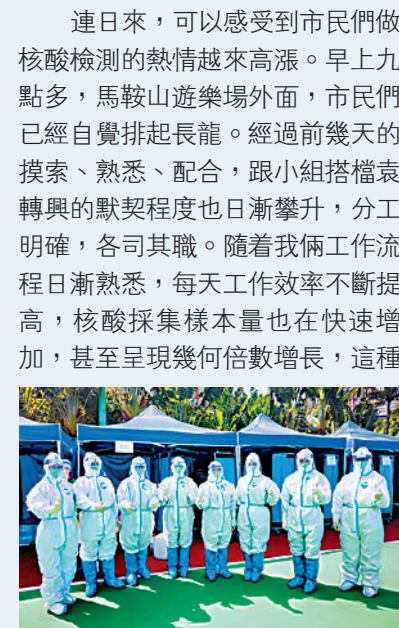 連日來，可以感受到市民們做
核酸檢測的熱情越來高漲。早上九
點多，馬鞍山遊樂場外面，市民們
已經自覺排起長龍。經過前幾天的
摸索、熟悉、配合，跟小組搭檔袁
轉興的默契程度也日漸攀升，分工
明確，各司其職。隨着我倆工作流
程日漸熟悉，每天工作效率不斷提
高，核酸採集樣本量也在快速增
加，甚至呈現幾何倍數增長，這種